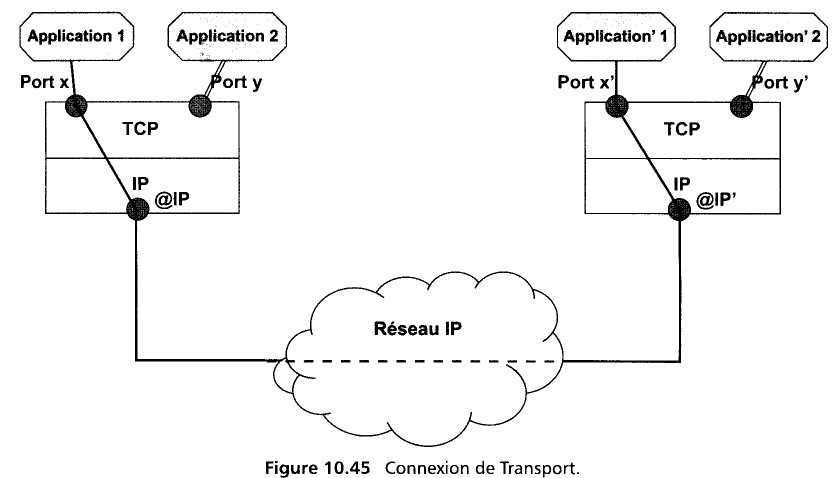 Application 1
Application 2
Application' 1
Application' 2
Port x
Port y
Port x'
Port y'
TCP
TCP
IP
@IP
IP
@IP'
Réseau IP
Figure 10.45 Connexion de Transport.